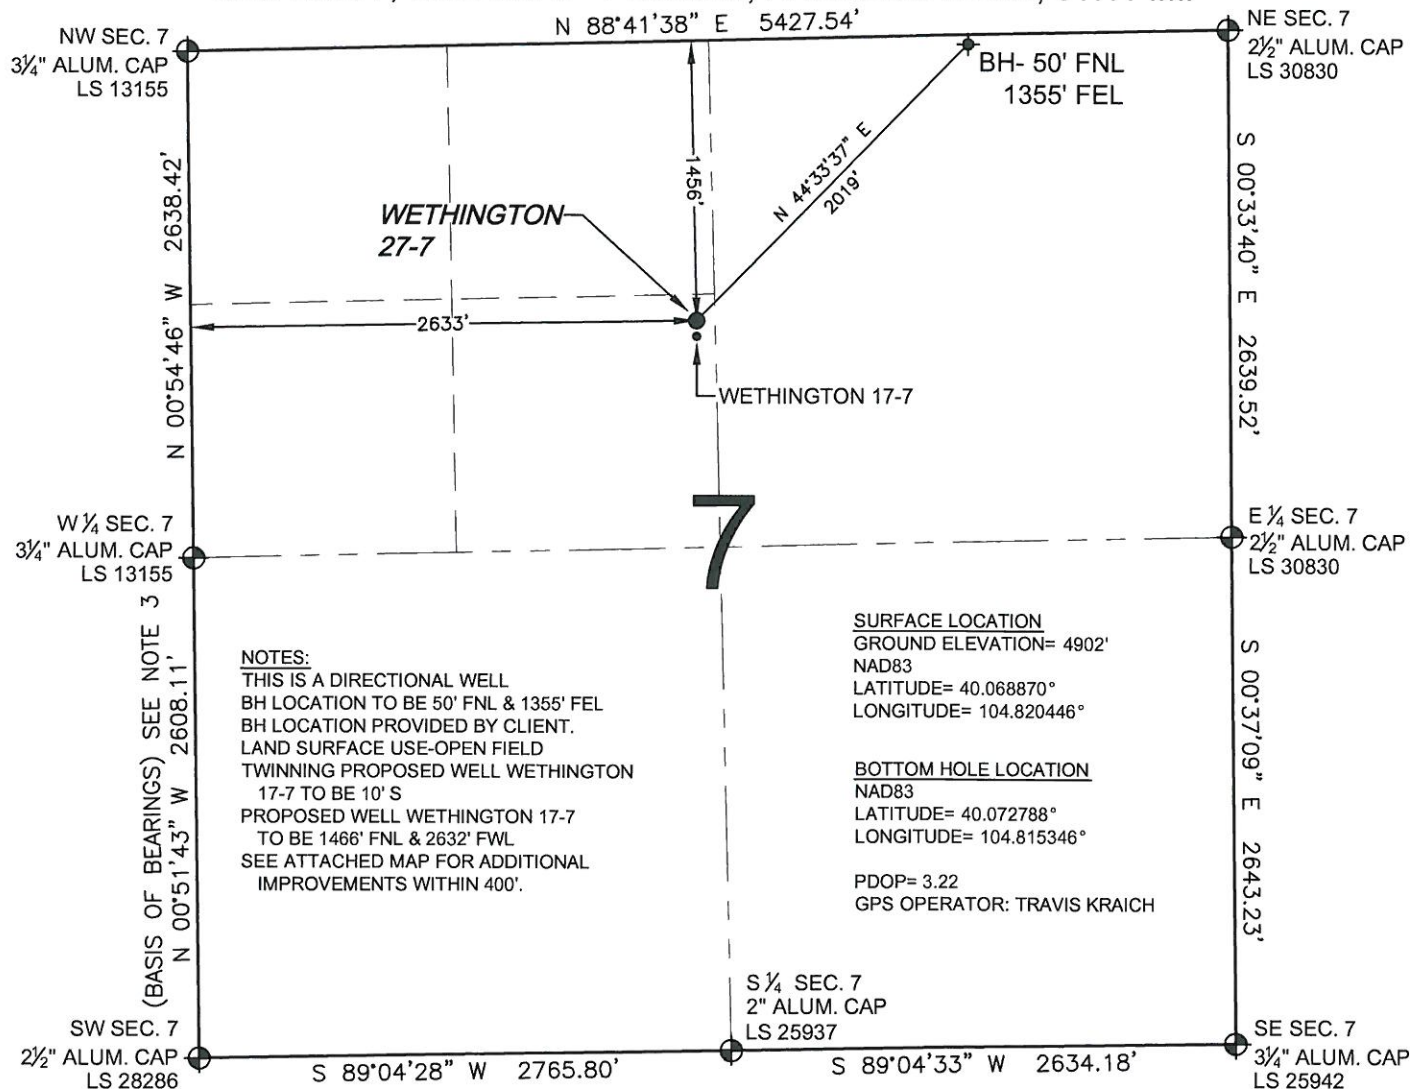 N 88°41'38" E 5427.54'
NW SEC. 7
3¼" ALUM. CAP
LS 13155
NE SEC. 7
2½" ALUM. CAP
LS 30830
BH- 50' FNL
1355' FEL
N 00°54'46" W 2638.42'
1456'
N 44°33'37" E
2019'
S 00°33'40" E 2639.52'
WETHINGTON
27-7
2633'
WETHINGTON 17-7
7
W ¼ SEC. 7
3¼" ALUM. CAP
LS 13155
E ¼ SEC. 7
2½" ALUM. CAP
LS 30830
(BASIS OF BEARINGS) SEE NOTE 3
N 00°51'43" W 2608.11'
NOTES:
THIS IS A DIRECTIONAL WELL
BH LOCATION TO BE 50' FNL & 1355' FEL
BH LOCATION PROVIDED BY CLIENT.
LAND SURFACE USE-OPEN FIELD
TWINNING PROPOSED WELL WETHINGTON
17-7 TO BE 10' S
PROPOSED WELL WETHINGTON 17-7
TO BE 1466' FNL & 2632' FWL
SEE ATTACHED MAP FOR ADDITIONAL
IMPROVEMENTS WITHIN 400'.
SURFACE LOCATION
GROUND ELEVATION= 4902'
NAD83
LATITUDE= 40.068870°
LONGITUDE= 104.820446°
BOTTOM HOLE LOCATION
NAD83
LATITUDE= 40.072788°
LONGITUDE= 104.815346°
PDOP= 3.22
GPS OPERATOR: TRAVIS KRAICH
S 00°37'09" E 2643.23'
SW SEC. 7
2½" ALUM. CAP
LS 28286
S 89°04'28" W 2765.80'
S ¼ SEC. 7
2" ALUM. CAP
LS 25937
S 89°04'33" W 2634.18'
SE SEC. 7
3¼" ALUM. CAP
LS 25942